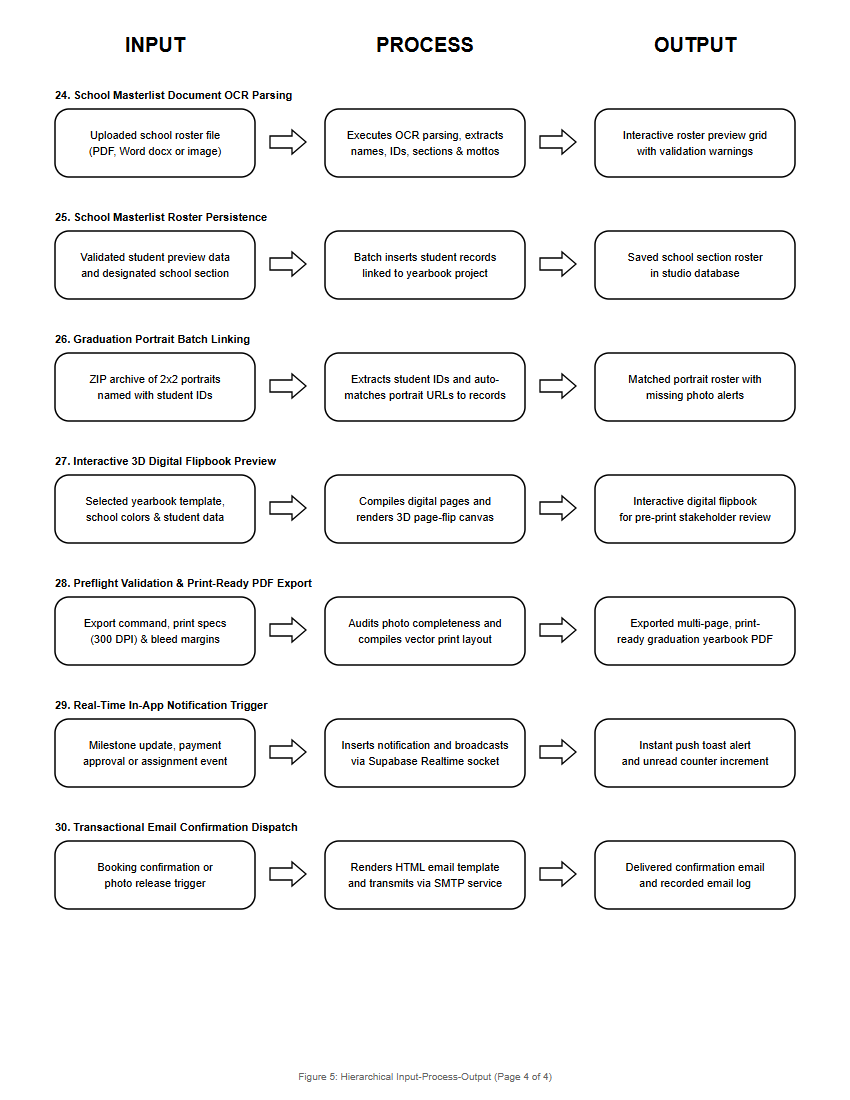 INPUT
PROCESS
OUTPUT
24. School Masterlist Document OCR Parsing
Uploaded school roster file
(PDF, Word docx or image)
Executes OCR parsing, extracts
names, IDs, sections & mottos
Interactive roster preview grid
with validation warnings
25. School Masterlist Roster Persistence
Validated student preview data
and designated school section
Batch inserts student records
linked to yearbook project
Saved school section roster
in studio database
26. Graduation Portrait Batch Linking
ZIP archive of 2x2 portraits
named with student IDs
Extracts student IDs and auto-
matches portrait URLs to records
Matched portrait roster with
missing photo alerts
27. Interactive 3D Digital Flipbook Preview
Selected yearbook template,
school colors & student data
Compiles digital pages and
renders 3D page-flip canvas
Interactive digital flipbook
for pre-print stakeholder review
28. Preflight Validation & Print-Ready PDF Export
Export command, print specs
(300 DPI) & bleed margins
Audits photo completeness and
compiles vector print layout
Exported multi-page, print-
ready graduation yearbook PDF
29. Real-Time In-App Notification Trigger
Milestone update, payment
approval or assignment event
Inserts notification and broadcasts
via Supabase Realtime socket
Instant push toast alert
and unread counter increment
30. Transactional Email Confirmation Dispatch
Booking confirmation or
photo release trigger
Renders HTML email template
and transmits via SMTP service
Delivered confirmation email
and recorded email log
Figure 5: Hierarchical Input-Process-Output (Page 4 of 4)